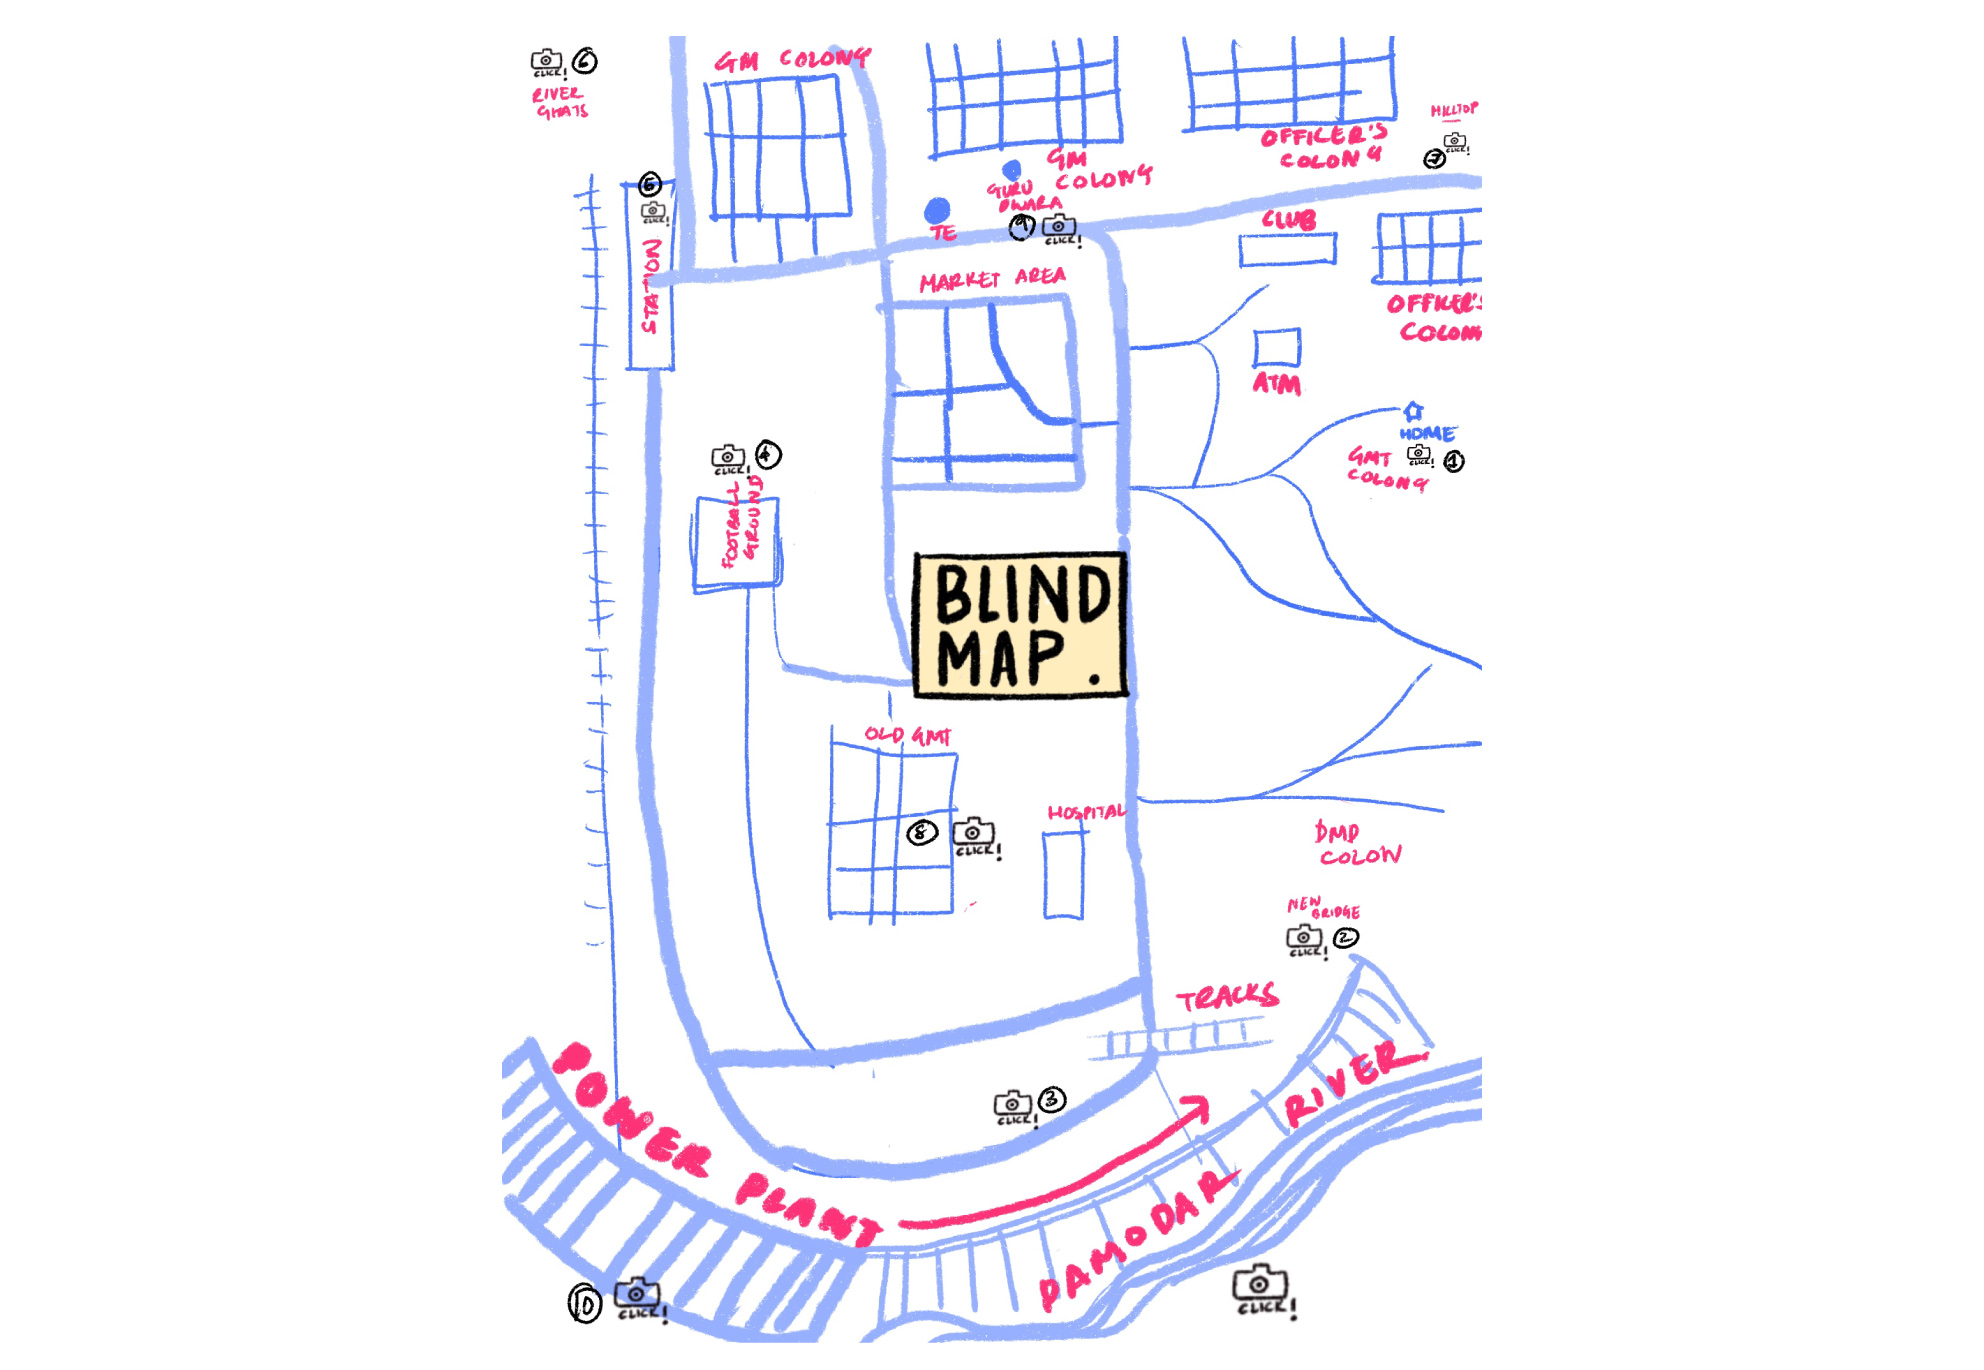 CLICK! 6
RIVER
GHATS
GM COLONY
OFFICER'S
COLONY
HILLTOP
CLICK!
7
GM
COLONY
GURU
DWARA
TE
9 CLICK!
CLUB
5
CLICK!
STATION
MARKET AREA
OFFICER'S
COLONY
ATM
HOME
GMT CLICK! 1
COLONY
CLICK! 4
FOOTBALL
GROUND
BLIND
MAP.
OLD GMT
8 CLICK!
HOSPITAL
DMD
COLON
NEW
BRIDGE
CLICK! 2
TRACKS
CLICK! 3
POWER PLANT
DAMODAR RIVER
10 CLICK!
CLICK!